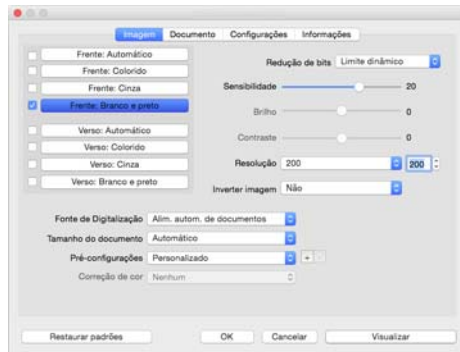 Imagem Documento Configurações Informações
Frente: Automático
Frente: Colorido
Frente: Cinza
Frente: Branco e preto
Verso: Automático
Verso: Colorido
Verso: Cinza
Verso: Branco e preto
Redução de bits Limite dinâmico
Sensibilidade 20
Brilho 0
Contraste 0
Resolução 200 200
Inverter imagem Não
Fonte de Digitalização Alim. autom. de documentos
Tamanho do documento Automático
Pré-configurações Personalizado + -
Correção de cor Nenhum
Restaurar padrões OK Cancelar Visualizar